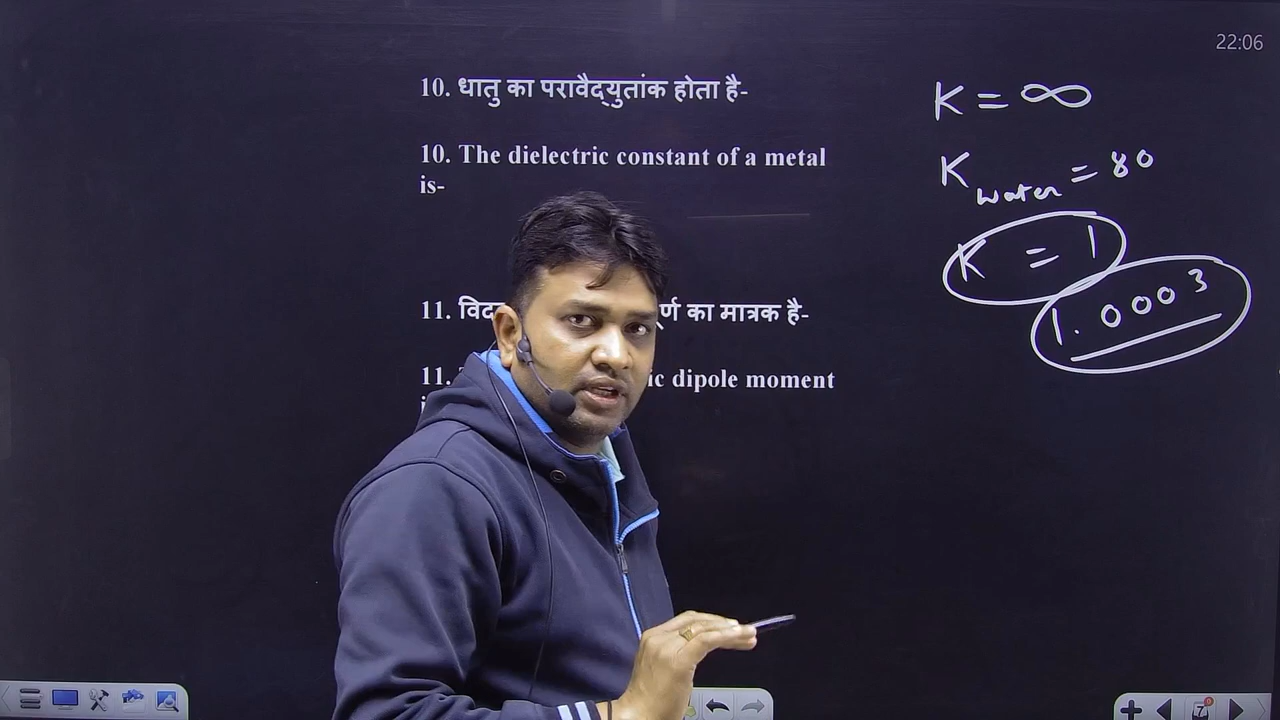 22:06
10. धातु का परावैद्युतांक होता है-
10. The dielectric constant of a metal
is-
11. र्ण का मात्रक है-
11. dipole moment
K = ∞
K water = 80
K = 1
1.0003
7